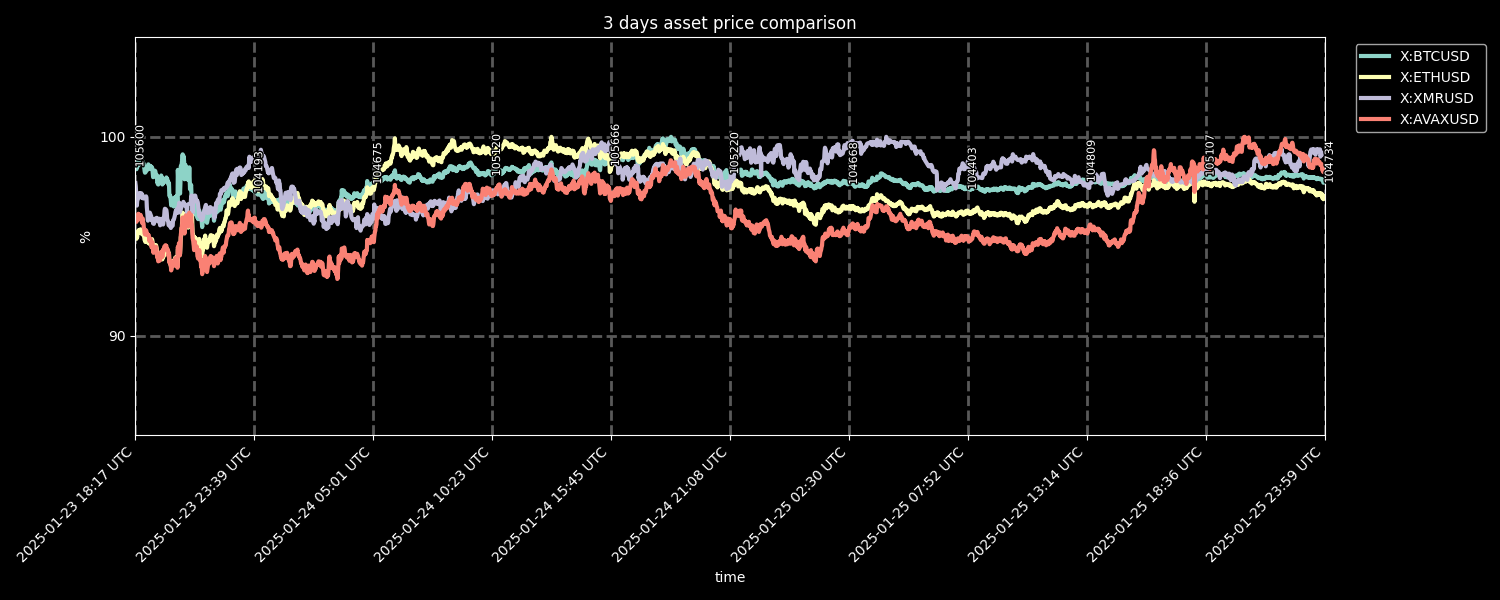 3 days asset price comparison
X:BTCUSD
X:ETHUSD
X:XMRUSD
X:AVAXUSD
100
90
%
105600
104193
104675
105120
105666
105220
104668
102403
104809
105107
104734
2025-01-23 18:17 UTC
2025-01-23 23:39 UTC
2025-01-24 05:01 UTC
2025-01-24 10:23 UTC
2025-01-24 15:45 UTC
2025-01-24 21:08 UTC
2025-01-25 02:30 UTC
2025-01-25 07:52 UTC
2025-01-25 13:14 UTC
2025-01-25 18:36 UTC
2025-01-25 23:59 UTC
time